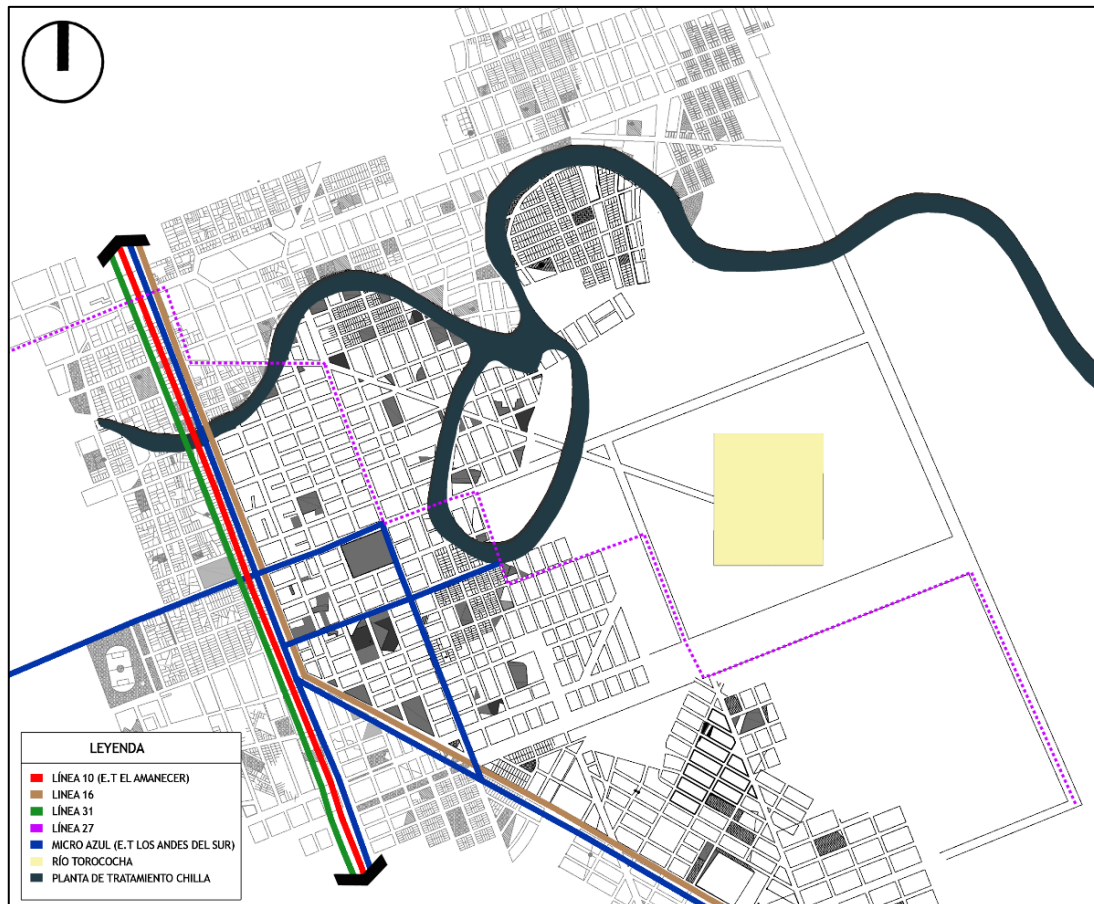 LEYENDA
LÍNEA 10 (E.T EL AMANECER)
LINEA 16
LÍNEA 31
LÍNEA 27
MICRO AZUL (E.T LOS ANDES DEL SUR)
RÍO TOROCOCHA
PLANTA DE TRATAMIENTO CHILLA